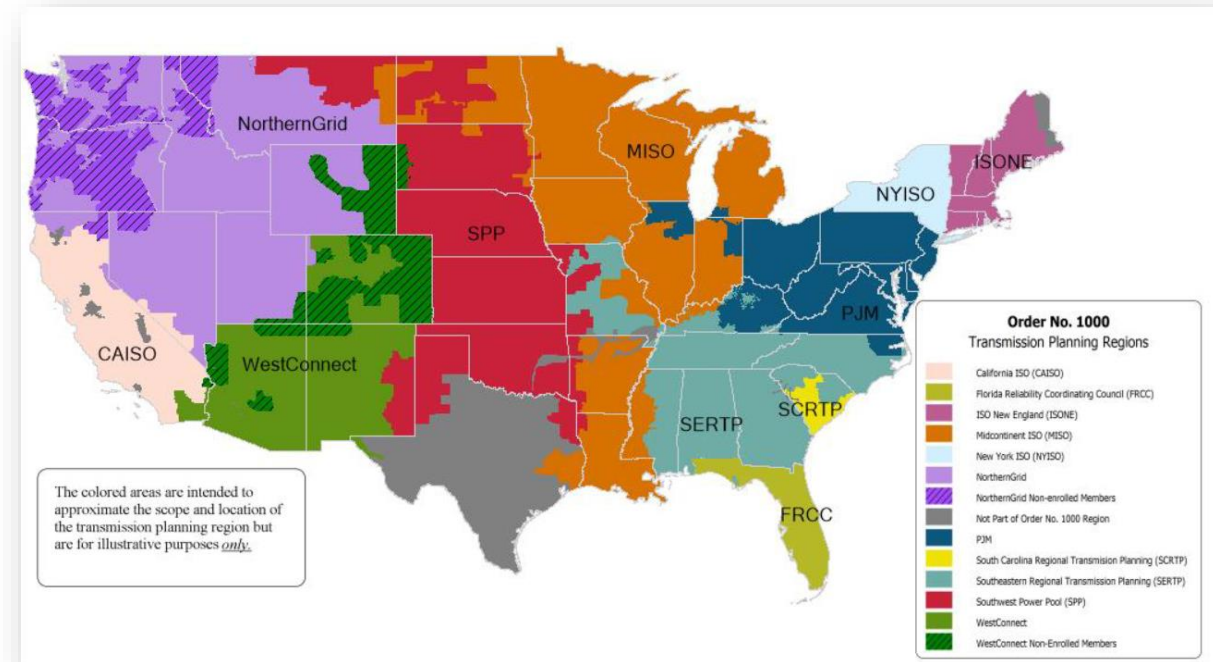 NorthernGrid
MISO
ISONE
NYISO
SPP
PJM
CAISO
WestConnect
SCRTP
SERTP
FRCC
The colored areas are intended to
approximate the scope and location of
the transmission planning region but
are for illustrative purposes only.
Order No. 1000
Transmission Planning Regions
California ISO (CAISO)
Florida Reliability Coordinating Council (FRCC)
ISO New England (ISONE)
Midcontinent ISO (MISO)
New York ISO (NYISO)
NorthernGrid
NorthernGrid Non-enrolled Members
Not Part of Order No. 1000 Region
PJM
South Carolina Regional Transmision Planning (SCRTP)
Southeastern Regional Transmission Planning (SERTP)
Southwest Power Pool (SPP)
WestConnect
WestConnect Non-Enrolled Members